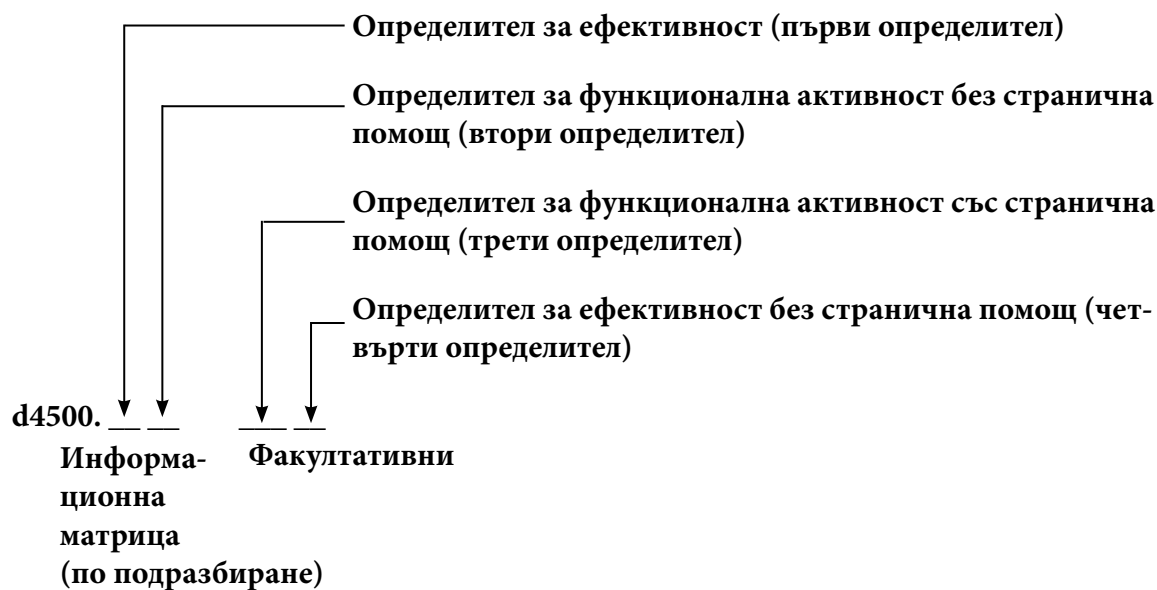 Определител за ефективност (първи определител)
Определител за функционална активност без странична
помощ (втори определител)
Определител за функционална активност със странична
помощ (трети определител)
Определител за ефективност без странична помощ (чет-
върти определител)
d4500. __ __ ___ __
Информа-
ционна
матрица
(по подразбиране)
Факултативни